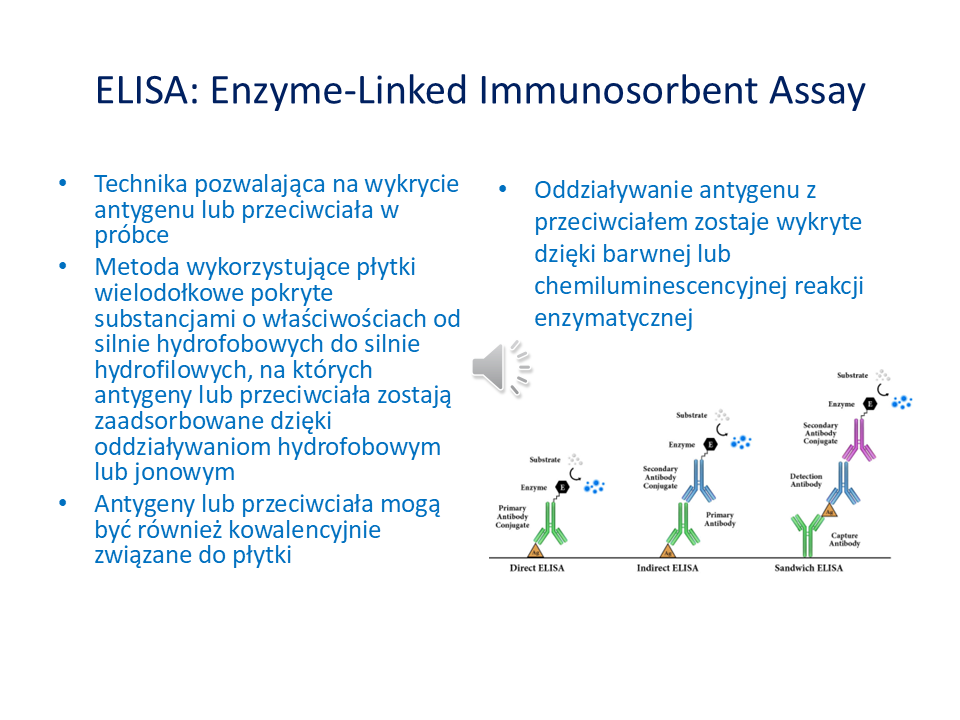 ELISA: Enzyme-Linked Immunosorbent Assay
• Technika pozwalająca na wykrycie
antygenu lub przeciwciała w
próbce
• Metoda wykorzystujące płytki
wielodołkowe pokryte
substancjami o właściwościach od
silnie hydrofobowych do silnie
hydrofilowych, na których
antygeny lub przeciwciała zostają
zaadsorbowane dzięki
oddziaływaniom hydrofobowym
lub jonowym
• Antygeny lub przeciwciała mogą
być również kowalencyjnie
związane do płytki
• Oddziaływanie antygenu z
przeciwciałem zostaje wykryte
dzięki barwnej lub
chemiluminescencyjnej reakcji
enzymatycznej
Substrate
Enzyme
E
Primary
Antibody
Conjugate
Ag
Direct ELISA
Substrate
Enzyme
E
Secondary
Antibody
Conjugate
Primary
Antibody
Ag
Indirect ELISA
Substrate
Enzyme
E
Secondary
Antibody
Conjugate
Detection
Antibody
Ag
Capture
Antibody
Sandwich ELISA